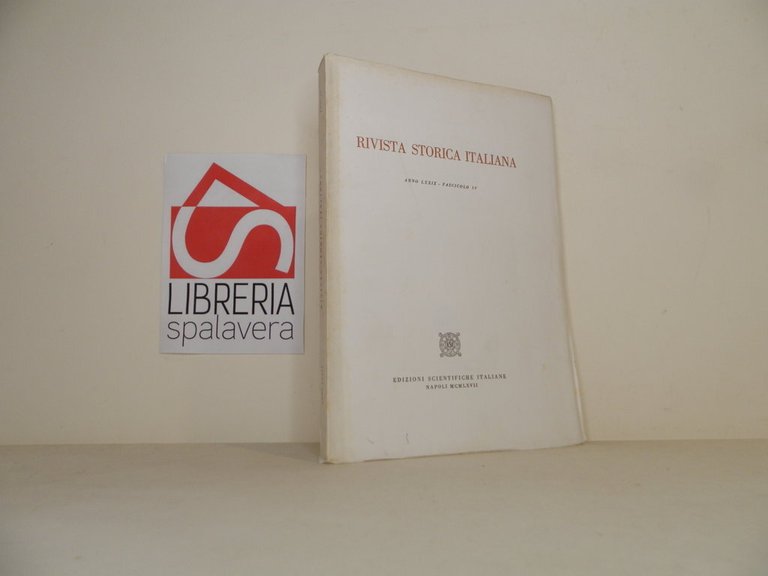 LIBRERIA
spalavera
RIVISTA STORICA ITALIANA
ANNO LXXIX - FASCICOLO IV
EDIZIONI SCIENTIFICHE ITALIANE
NAPOLI MCMLXVII